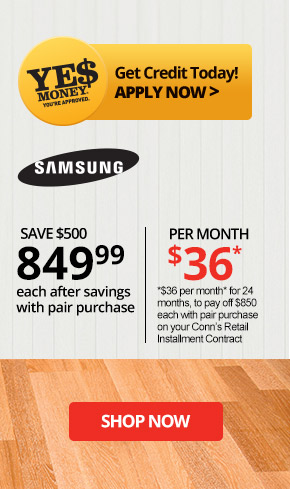 YE$
MONEY.
YOU'RE APPROVED.
Get Credit Today!
APPLY NOW >
SAMSUNG
SAVE $500
849⁹⁹
each after savings
with pair purchase
PER MONTH
$36*
*$36 per month* for 24
months, to pay off $850
each with pair purchase
on your Conn's Retail
Installment Contract
SHOP NOW